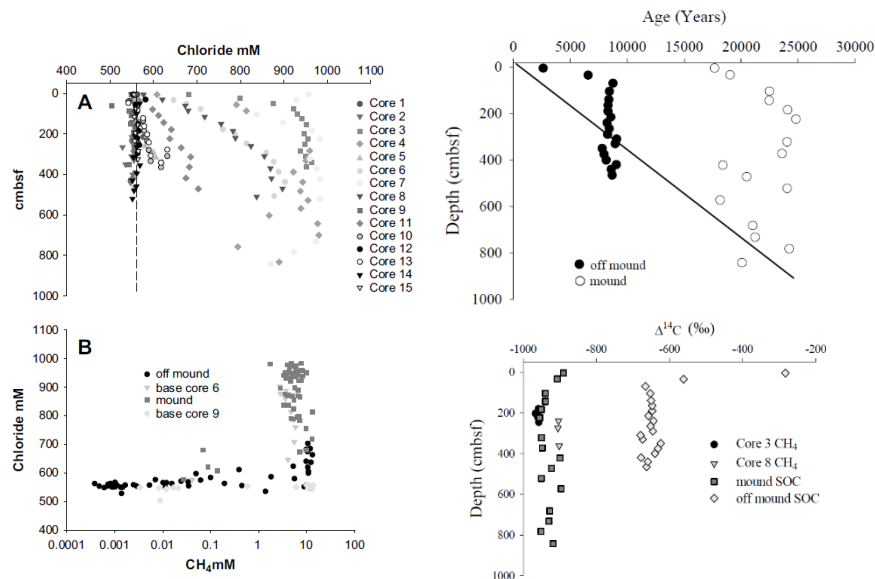 Chloride mM
400 500 600 700 800 900 1000 1100
0
200
400
600
800
1000
cmbsf
A
Core 1
Core 2
Core 3
Core 4
Core 5
Core 6
Core 7
Core 8
Core 9
Core 11
Core 10
Core 12
Core 13
Core 14
Core 15
Age (Years)
0 5000 10000 15000 20000 25000 30000
0
200
400
600
800
1000
Depth (cmbsf)
off mound
mound
1100
1000
900
800
700
600
500
400
Chloride mM
B
off mound
base core 6
mound
base core 9
0.0001 0.001 0.01 0.1 1 10 100
CH₄mM
Δ¹⁴C (‰)
-1000 -800 -600 -400 -200
0
200
400
600
800
1000
Depth (cmbsf)
Core 3 CH₄
Core 8 CH₄
mound SOC
off mound SOC